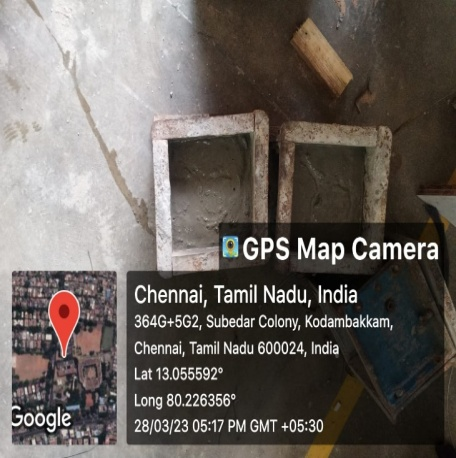 GPS Map Camera
Chennai, Tamil Nadu, India
364G+5G2, Subedar Colony, Kodambakkam,
Chennai, Tamil Nadu 600024, India
Lat 13.055592°
Long 80.226356°
28/03/23 05:17 PM GMT +05:30
Google